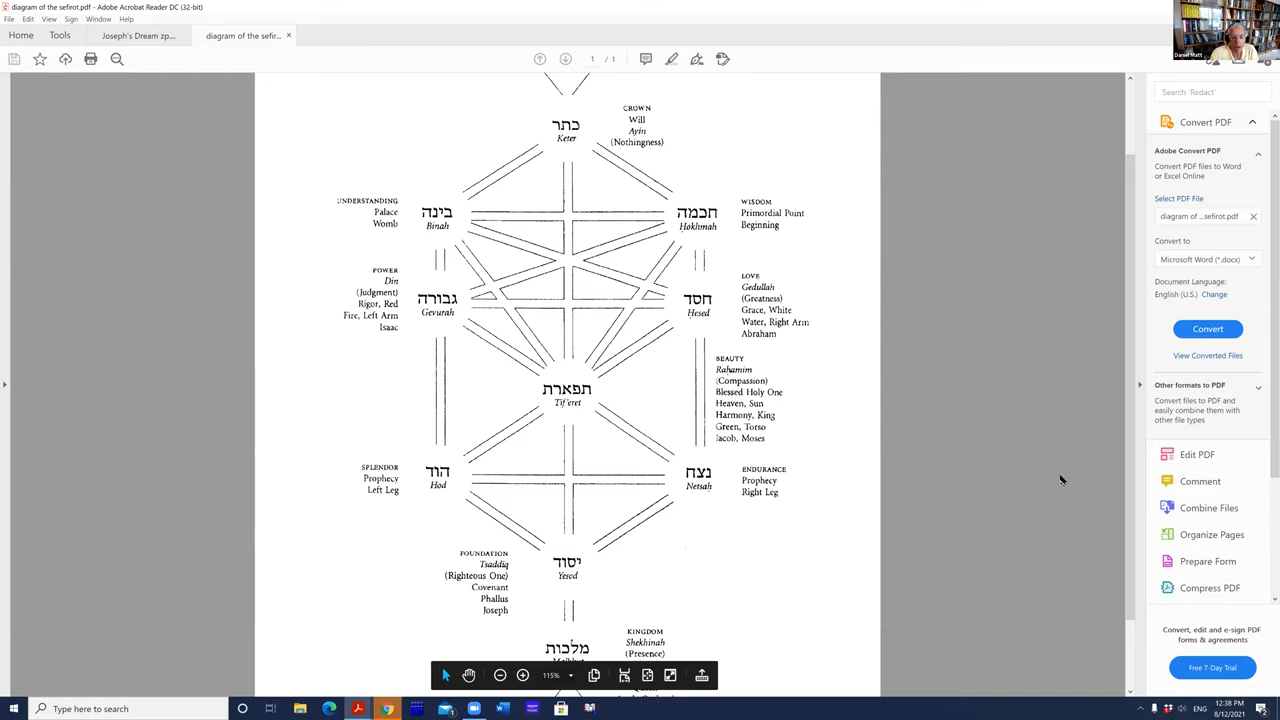 diagram of the sefirot.pdf - Adobe Acrobat Reader DC (32-bit)
File Edit View Sign Window Help
Home Tools Joseph's Dream zp.... diagram of the sefir... ×
1 / 1
Daniel Matt
Search 'Redact'
כתר
Keter
CROWN
Will
Ayin
(Nothingness)
UNDERSTANDING
Palace
Womb
בינה
Binah
חכמה
Ḥokhmah
WISDOM
Primordial Point
Beginning
POWER
Din
(Judgment)
Rigor, Red
Fire, Left Arm
Isaac
גבורה
Gevurah
חסד
Ḥesed
LOVE
Gedullah
(Greatness)
Grace, White
Water, Right Arm
Abraham
תפארת
Tif'eret
BEAUTY
Raḥamim
(Compassion)
Blessed Holy One
Heaven, Sun
Harmony, King
Green, Torso
Jacob, Moses
SPLENDOR
Prophecy
Left Leg
הוד
Hod
נצח
Netsaḥ
ENDURANCE
Prophecy
Right Leg
FOUNDATION
Tsaddiq
(Righteous One)
Covenant
Phallus
Joseph
יסוד
Yesod
מלכות
KINGDOM
Shekhinah
(Presence)
115%
Convert PDF
Adobe Convert PDF
Convert PDF files to Word
or Excel Online
Select PDF File
diagram of ...sefirot.pdf
Convert to
Microsoft Word (*.docx)
Document Language:
English (U.S.) Change
Convert
View Converted Files
Other formats to PDF
Convert files to PDF and
easily combine them with
other file types
Edit PDF
Comment
Combine Files
Organize Pages
Prepare Form
Compress PDF
Convert, edit and e-sign PDF
forms & agreements
Free 7-Day Trial
Type here to search
ENG
12:38 PM
8/12/2021